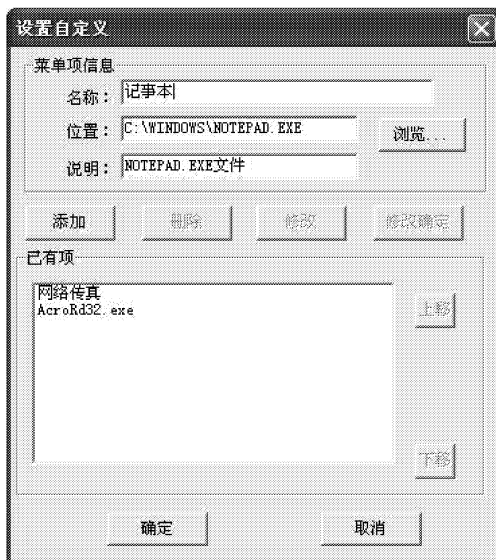 设置自定义
菜单项信息
名称： 记事本
位置： C:\WINDOWS\NOTEPAD.EXE 浏览...
说明： NOTEPAD.EXE文件
添加 删除 修改 修改确定
已有项
网络传真
AcroRd32.exe
上移
下移
确定 取消